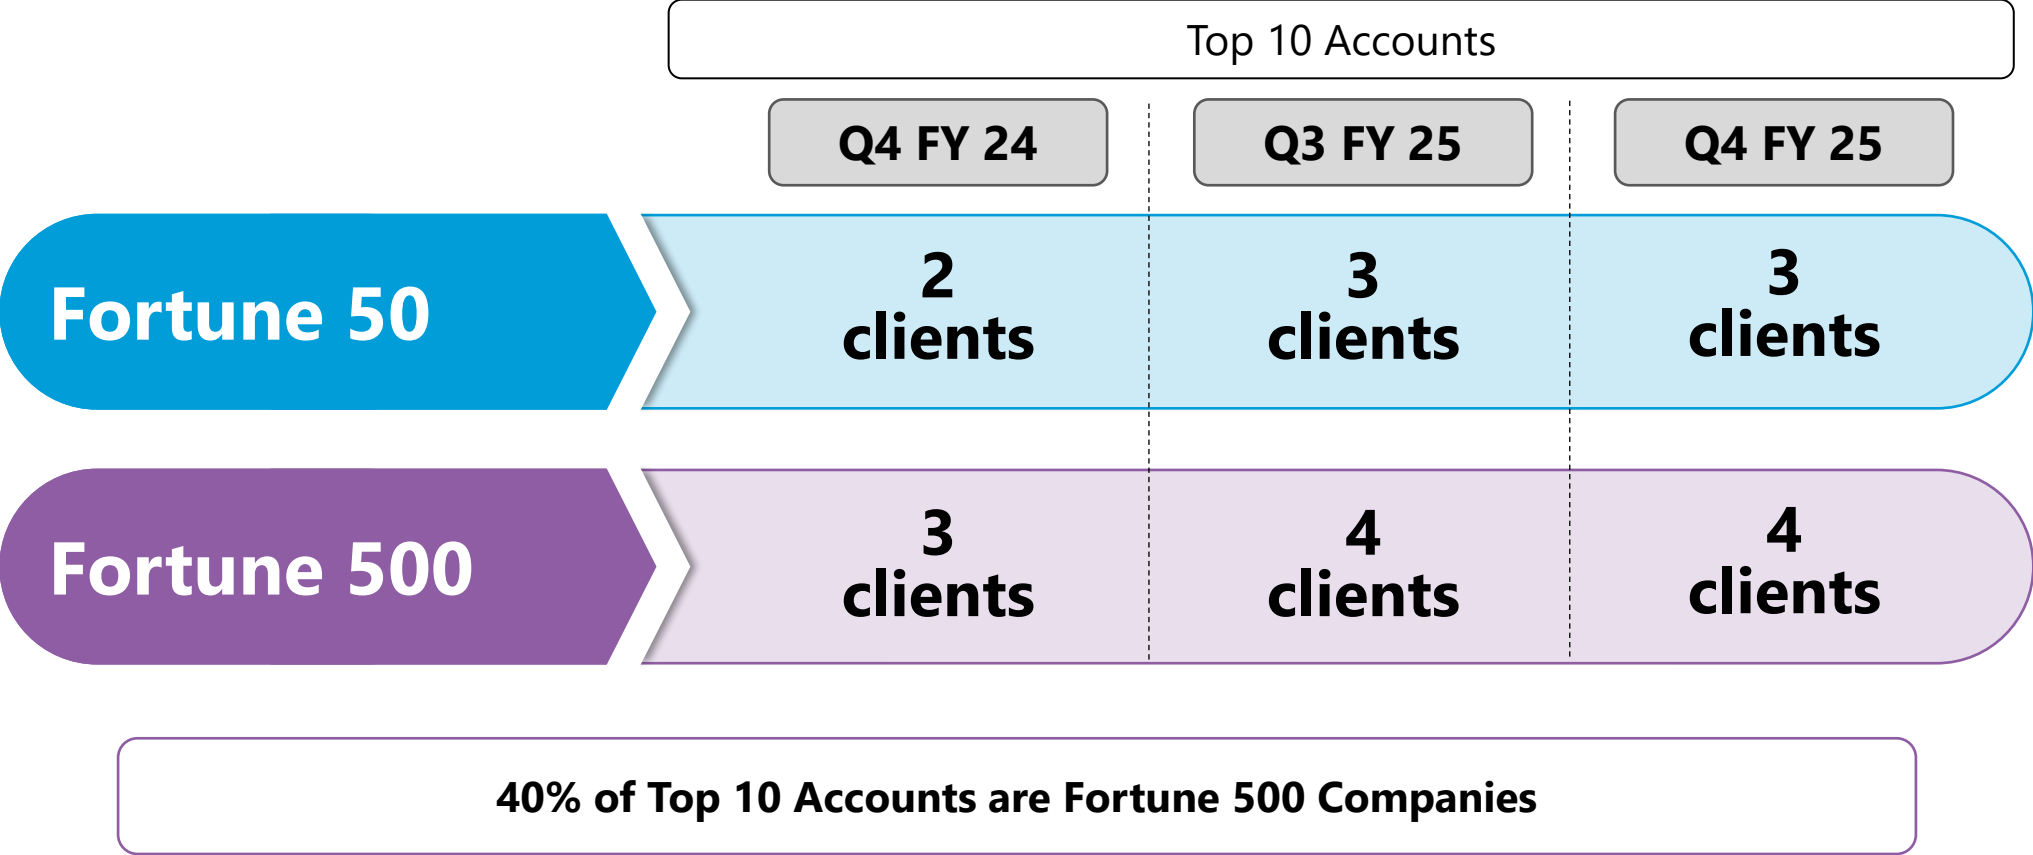 Top 10 Accounts
Q4 FY 24
Q3 FY 25
Q4 FY 25
Fortune 50
2
clients
3
clients
3
clients
Fortune 500
3
clients
4
clients
4
clients
40% of Top 10 Accounts are Fortune 500 Companies